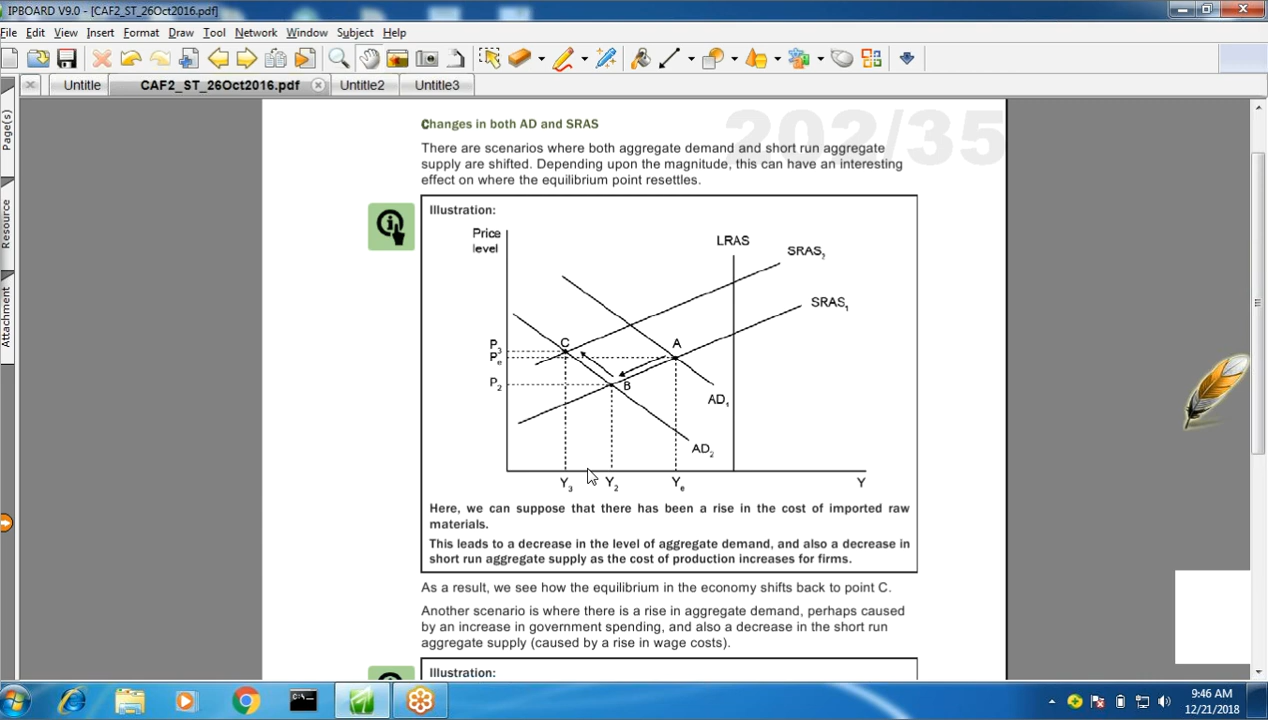 IPBOARD V9.0 - [CAF2_ST_26Oct2016.pdf]
File Edit View Insert Format Draw Tool Network Window Subject Help
Untitle CAF2_ST_26Oct2016.pdf Untitle2 Untitle3
Page(s)
Resource
Attachment
202/35
Changes in both AD and SRAS
There are scenarios where both aggregate demand and short run aggregate
supply are shifted. Depending upon the magnitude, this can have an interesting
effect on where the equilibrium point resettles.
Illustration:
Price
level
LRAS
SRAS2
SRAS1
P3
Pe
P2
C
A
B
AD1
AD2
Y3 Y2 Ye Y
Here, we can suppose that there has been a rise in the cost of imported raw
materials.
This leads to a decrease in the level of aggregate demand, and also a decrease in
short run aggregate supply as the cost of production increases for firms.
As a result, we see how the equilibrium in the economy shifts back to point C.
Another scenario is where there is a rise in aggregate demand, perhaps caused
by an increase in government spending, and also a decrease in the short run
aggregate supply (caused by a rise in wage costs).
Illustration:
9:46 AM
12/21/2018